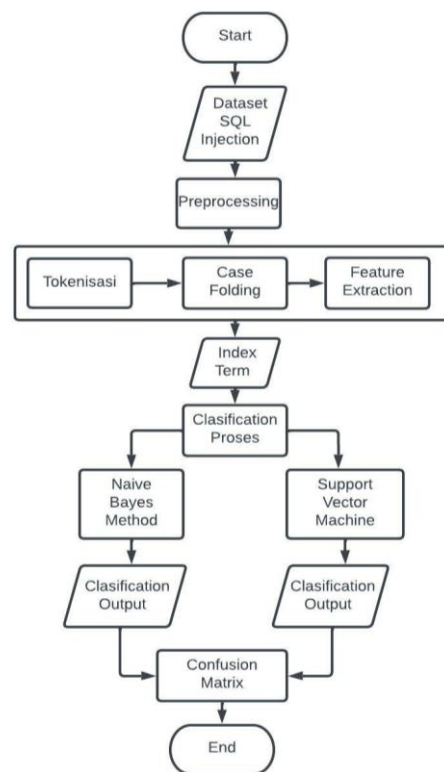 Start
Dataset
SQL
Injection
Preprocessing
Tokenisasi
Case
Folding
Feature
Extraction
Index
Term
Clasification
Proses
Naive
Bayes
Method
Support
Vector
Machine
Clasification
Output
Clasification
Output
Confusion
Matrix
End